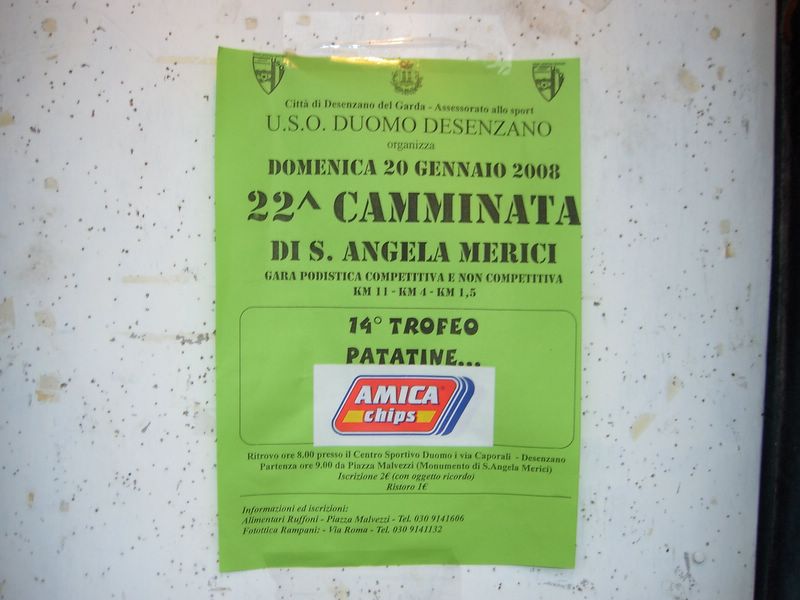 Città di Desenzano del Garda - Assessorato allo sport
U.S.O. DUOMO DESENZANO
organizza
DOMENICA 20 GENNAIO 2008
22^ CAMMINATA
DI S. ANGELA MERICI
GARA PODISTICA COMPETITIVA E NON COMPETITIVA
KM 11 - KM 4 - KM 1,5
14° TROFEO
PATATINE...
AMICA®
chips
Ritrovo ore 8.00 presso il Centro Sportivo Duomo i via Caporali - Desenzano
Partenza ore 9.00 da Piazza Malvezzi (Monumento di S.Angela Merici)
Iscrizione 2€ (con oggetto ricordo)
Ristoro 1€
Informazioni ed iscrizioni:
Alimentari Ruffoni - Piazza Malvezzi - Tel. 030 9141606
Fotottica Rampani: - Via Roma - Tel. 030 9141132